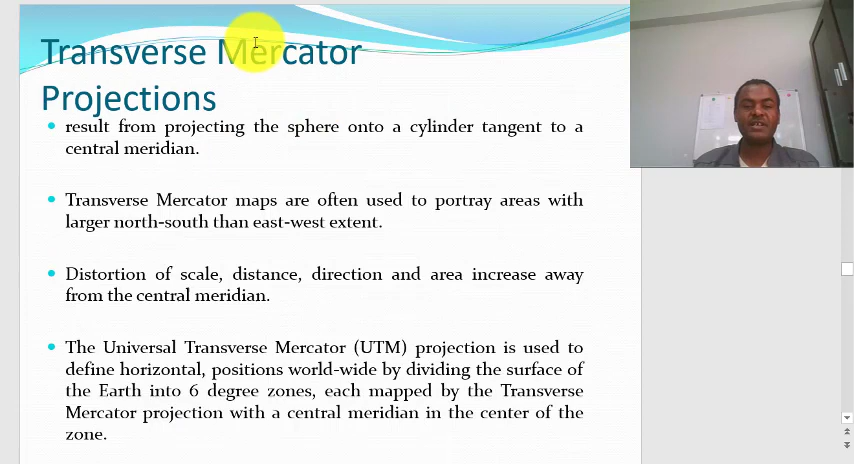 Transverse Mercator
Projections
• result from projecting the sphere onto a cylinder tangent to a
central meridian.
• Transverse Mercator maps are often used to portray areas with
larger north-south than east-west extent.
• Distortion of scale, distance, direction and area increase away
from the central meridian.
• The Universal Transverse Mercator (UTM) projection is used to
define horizontal, positions world-wide by dividing the surface of
the Earth into 6 degree zones, each mapped by the Transverse
Mercator projection with a central meridian in the center of the
zone.